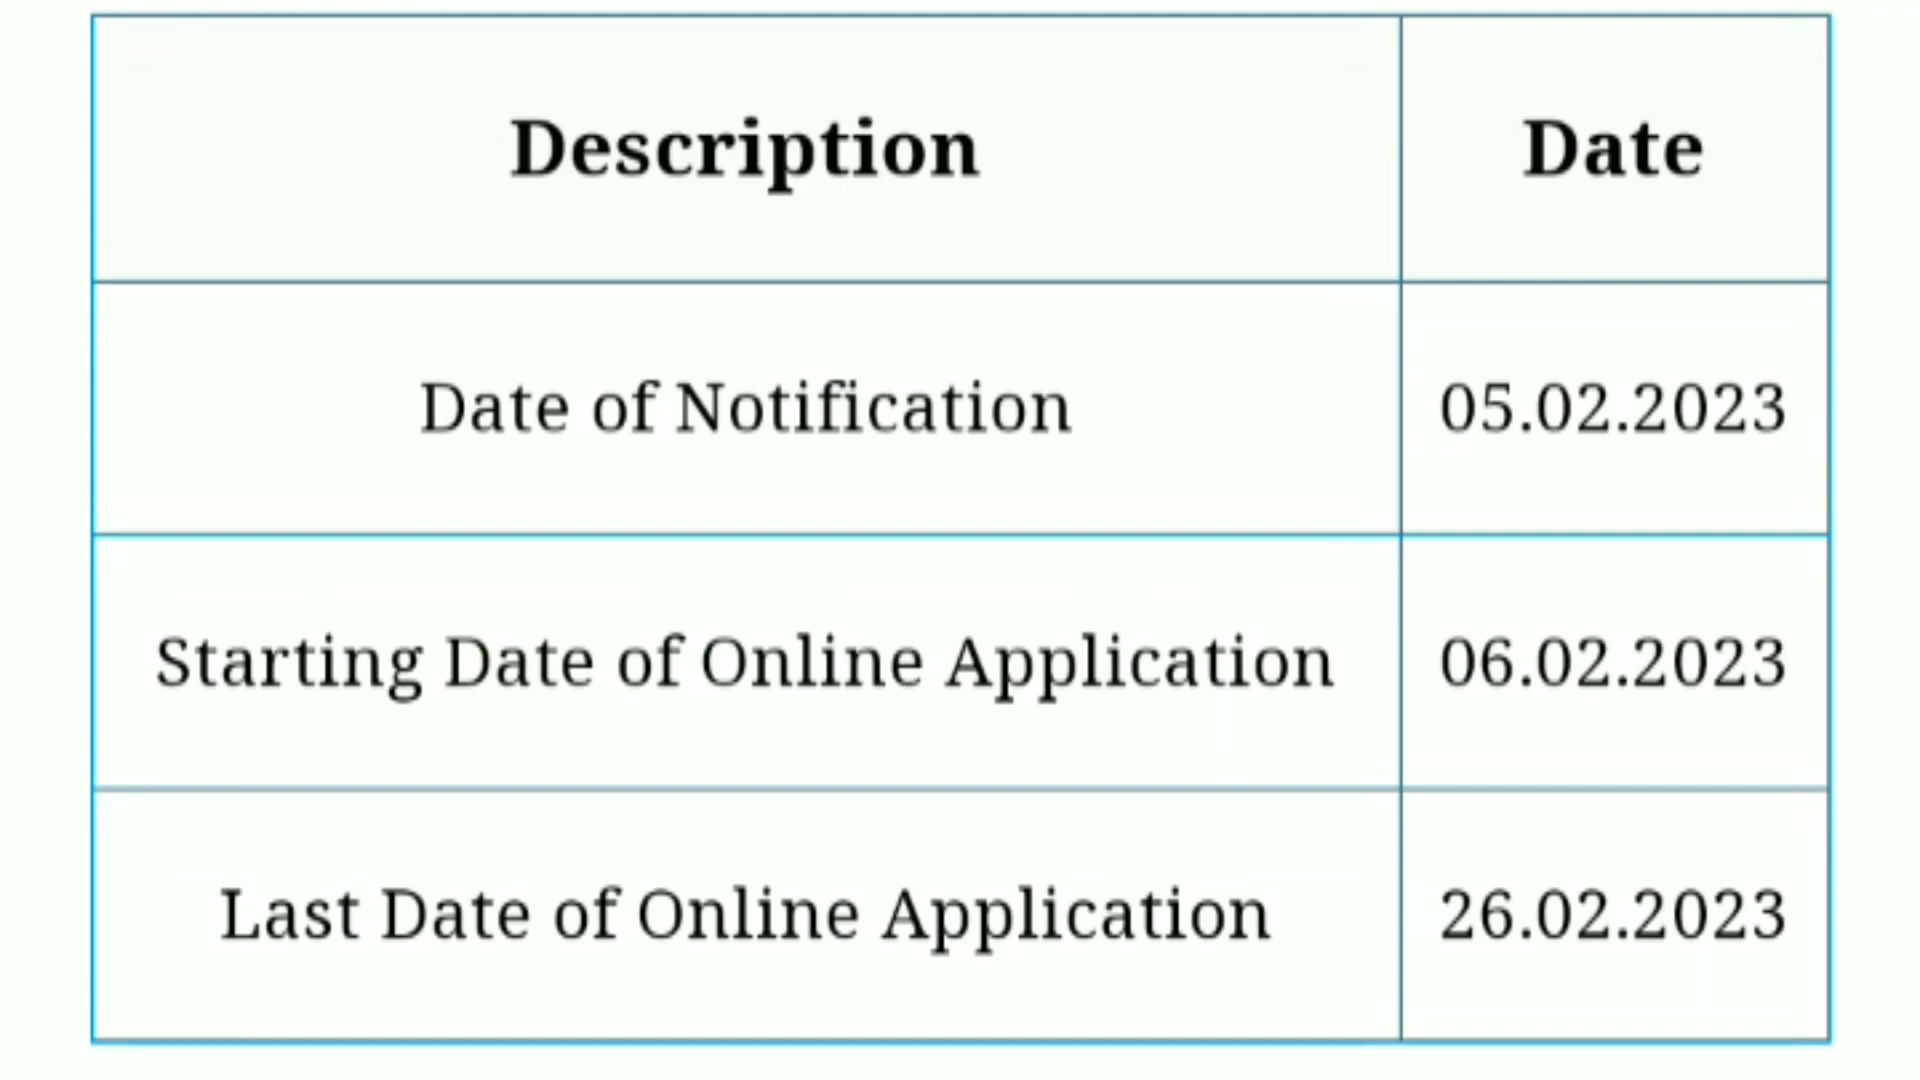 Description Date
Date of Notification 05.02.2023
Starting Date of Online Application 06.02.2023
Last Date of Online Application 26.02.2023